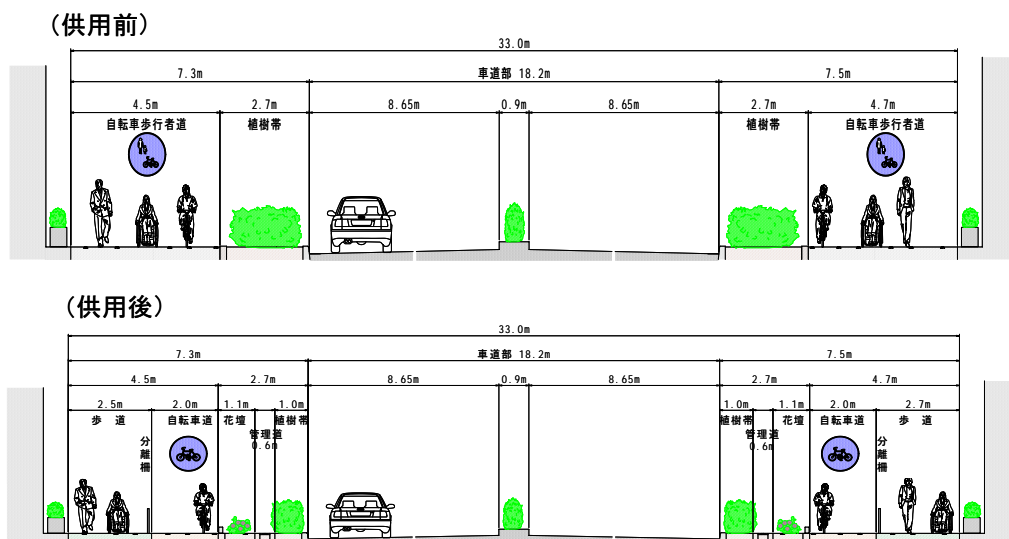 （供用前）
33.0m
7.3m 車道部 18.2m 7.5m
4.5m 2.7m 8.65m 0.9m 8.65m 2.7m 4.7m
自転車歩行者道 植樹帯 植樹帯 自転車歩行者道
（供用後）
33.0m
7.3m 車道部 18.2m 7.5m
4.5m 2.7m 8.65m 0.9m 8.65m 2.7m 4.7m
2.5m 2.0m 1.1m 1.0m 1.0m 1.1m 2.0m 2.7m
歩 道 自転車道 花壇 植樹帯 植樹帯 花壇 自転車道 歩 道
分離柵 管理道 管理道 分離柵
0.6m 0.6m